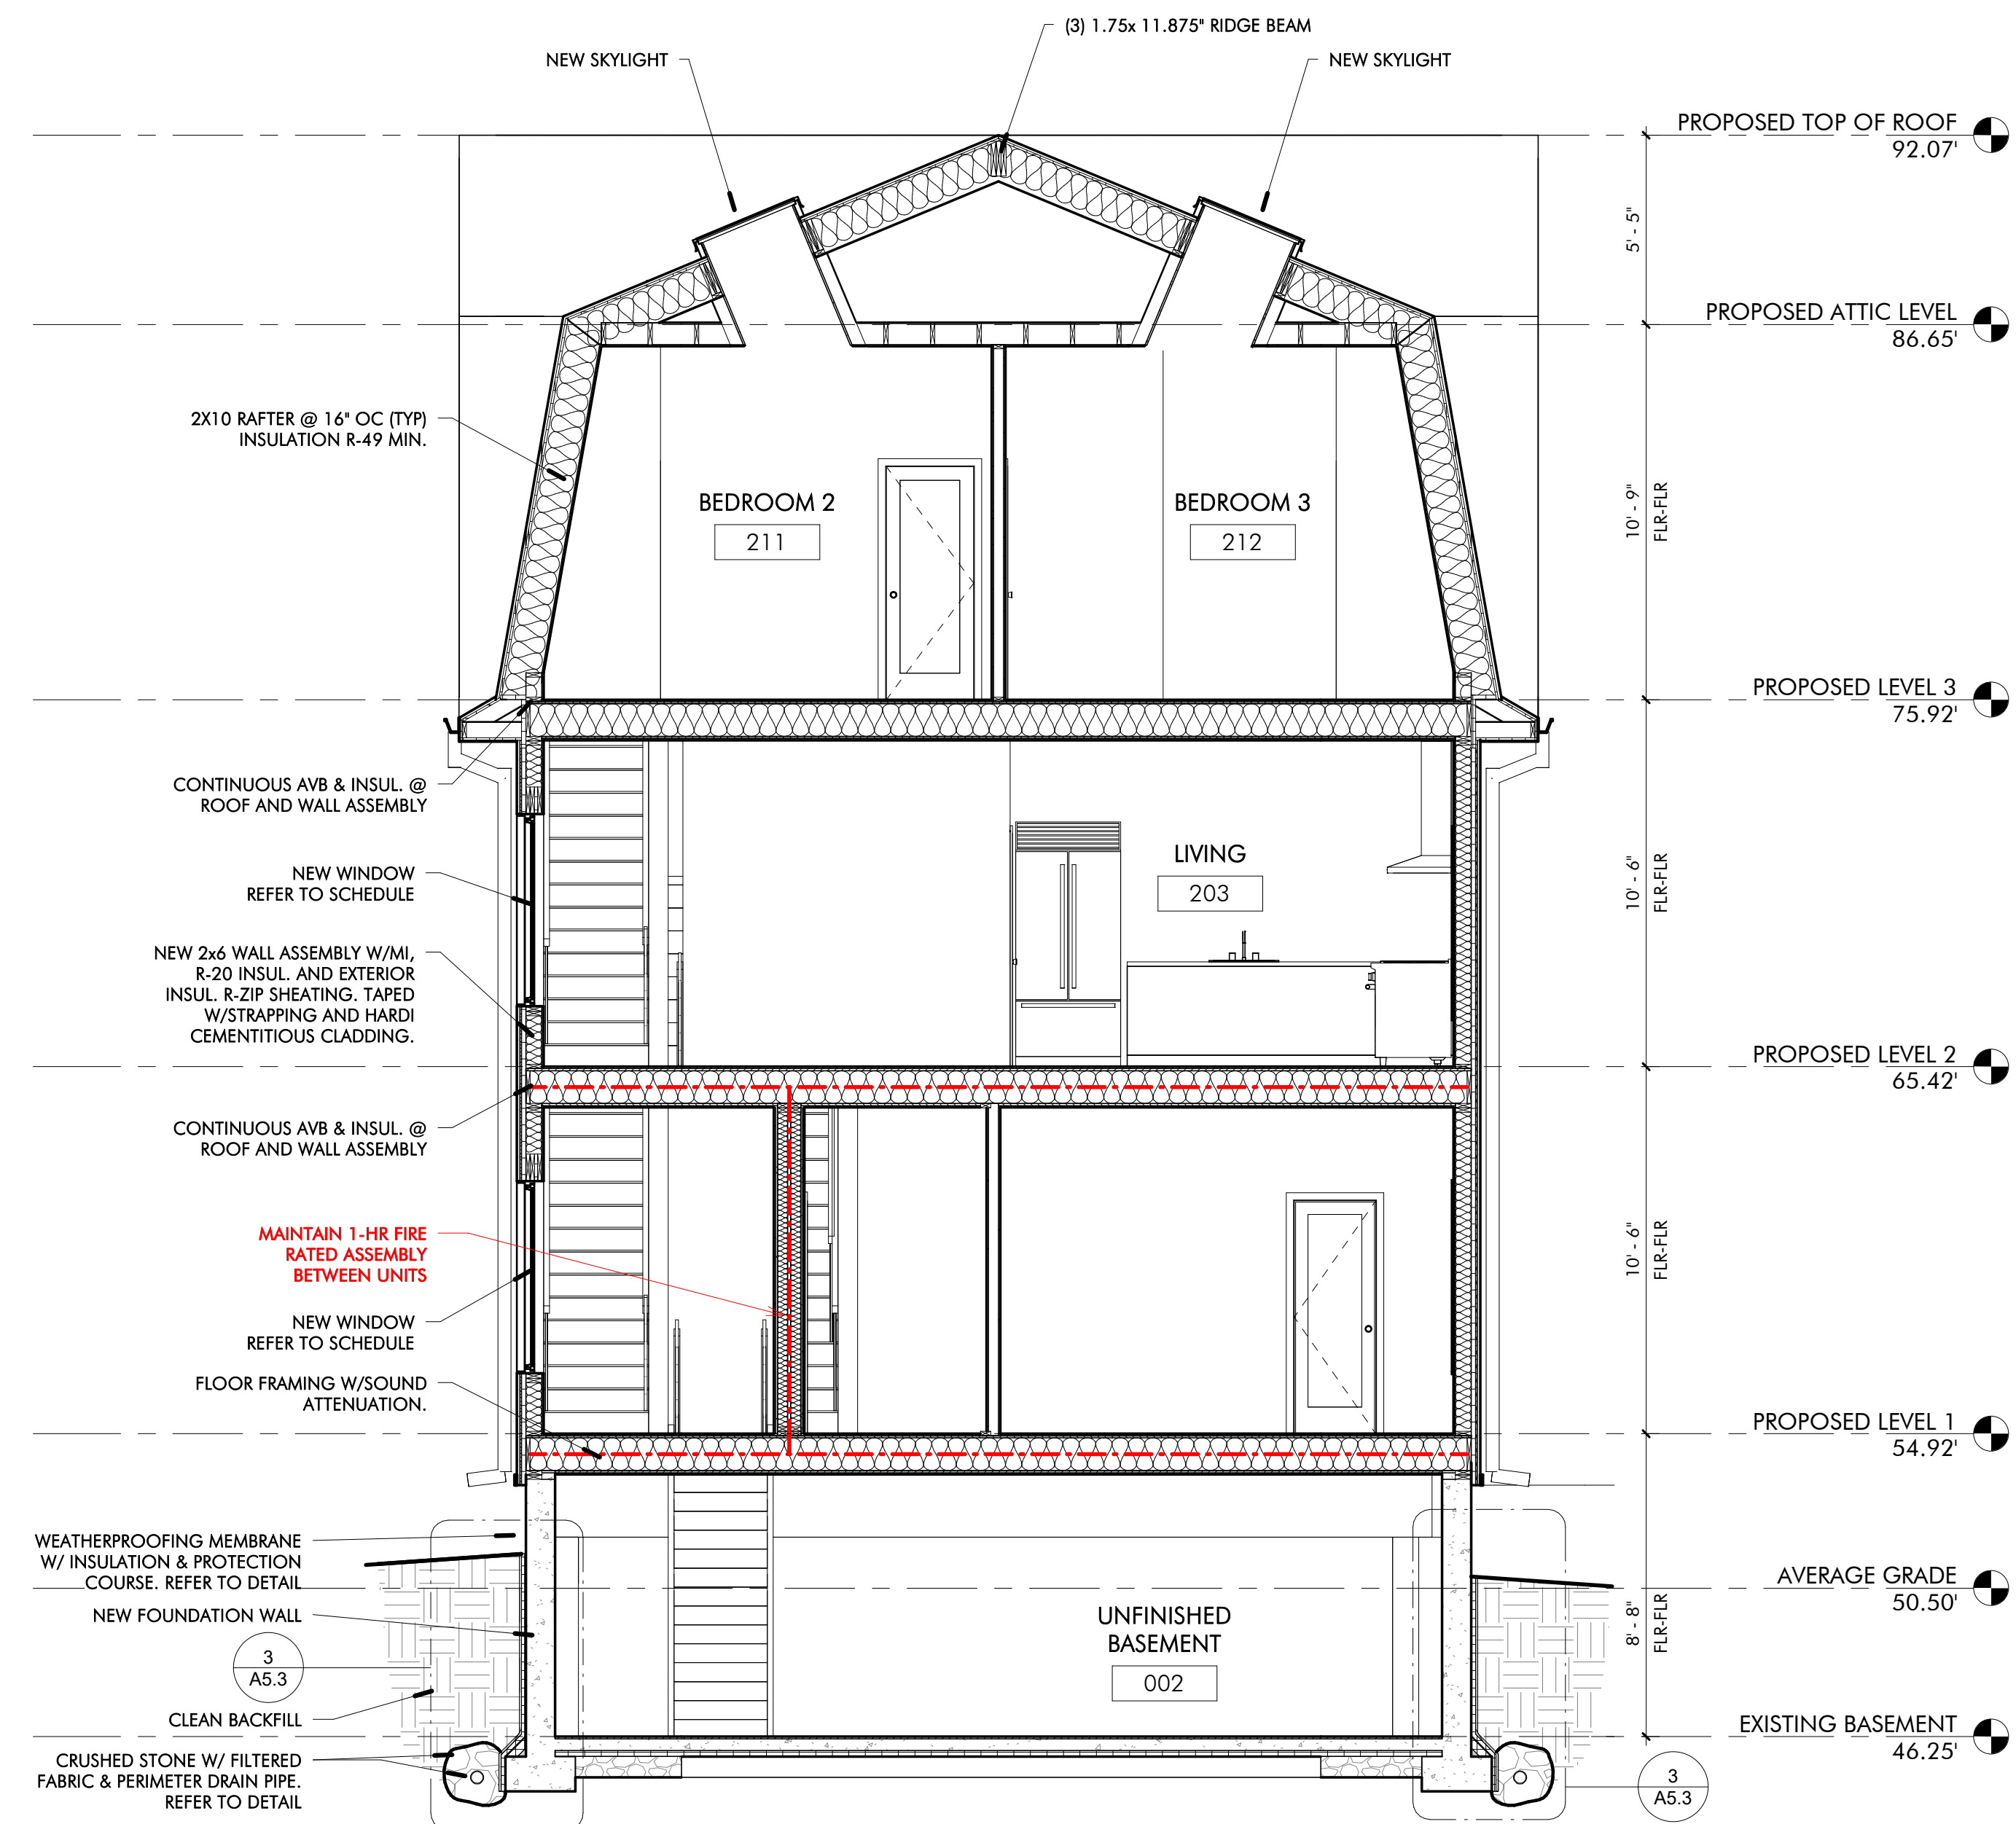 (3) 1.75x 11.875" RIDGE BEAM
NEW SKYLIGHT
NEW SKYLIGHT
PROPOSED TOP OF ROOF
92.07'
5' - 5"
PROPOSED ATTIC LEVEL
86.65'
2X10 RAFTER @ 16" OC (TYP)
INSULATION R-49 MIN.
BEDROOM 2
211
BEDROOM 3
212
10' - 9"
FLR-FLR
PROPOSED LEVEL 3
75.92'
CONTINUOUS AVB & INSUL. @
ROOF AND WALL ASSEMBLY
NEW WINDOW
REFER TO SCHEDULE
LIVING
203
10' - 6"
FLR-FLR
NEW 2x6 WALL ASSEMBLY W/MI,
R-20 INSUL. AND EXTERIOR
INSUL. R-ZIP SHEATING. TAPED
W/STRAPPING AND HARDI
CEMENTITIOUS CLADDING.
PROPOSED LEVEL 2
65.42'
CONTINUOUS AVB & INSUL. @
ROOF AND WALL ASSEMBLY
MAINTAIN 1-HR FIRE
RATED ASSEMBLY
BETWEEN UNITS
10' - 6"
FLR-FLR
NEW WINDOW
REFER TO SCHEDULE
FLOOR FRAMING W/SOUND
ATTENUATION.
PROPOSED LEVEL 1
54.92'
WEATHERPROOFING MEMBRANE
W/ INSULATION & PROTECTION
COURSE. REFER TO DETAIL
AVERAGE GRADE
50.50'
NEW FOUNDATION WALL
UNFINISHED
BASEMENT
002
8' - 8"
FLR-FLR
3
A5.3
CLEAN BACKFILL
EXISTING BASEMENT
46.25'
CRUSHED STONE W/ FILTERED
FABRIC & PERIMETER DRAIN PIPE.
REFER TO DETAIL
3
A5.3